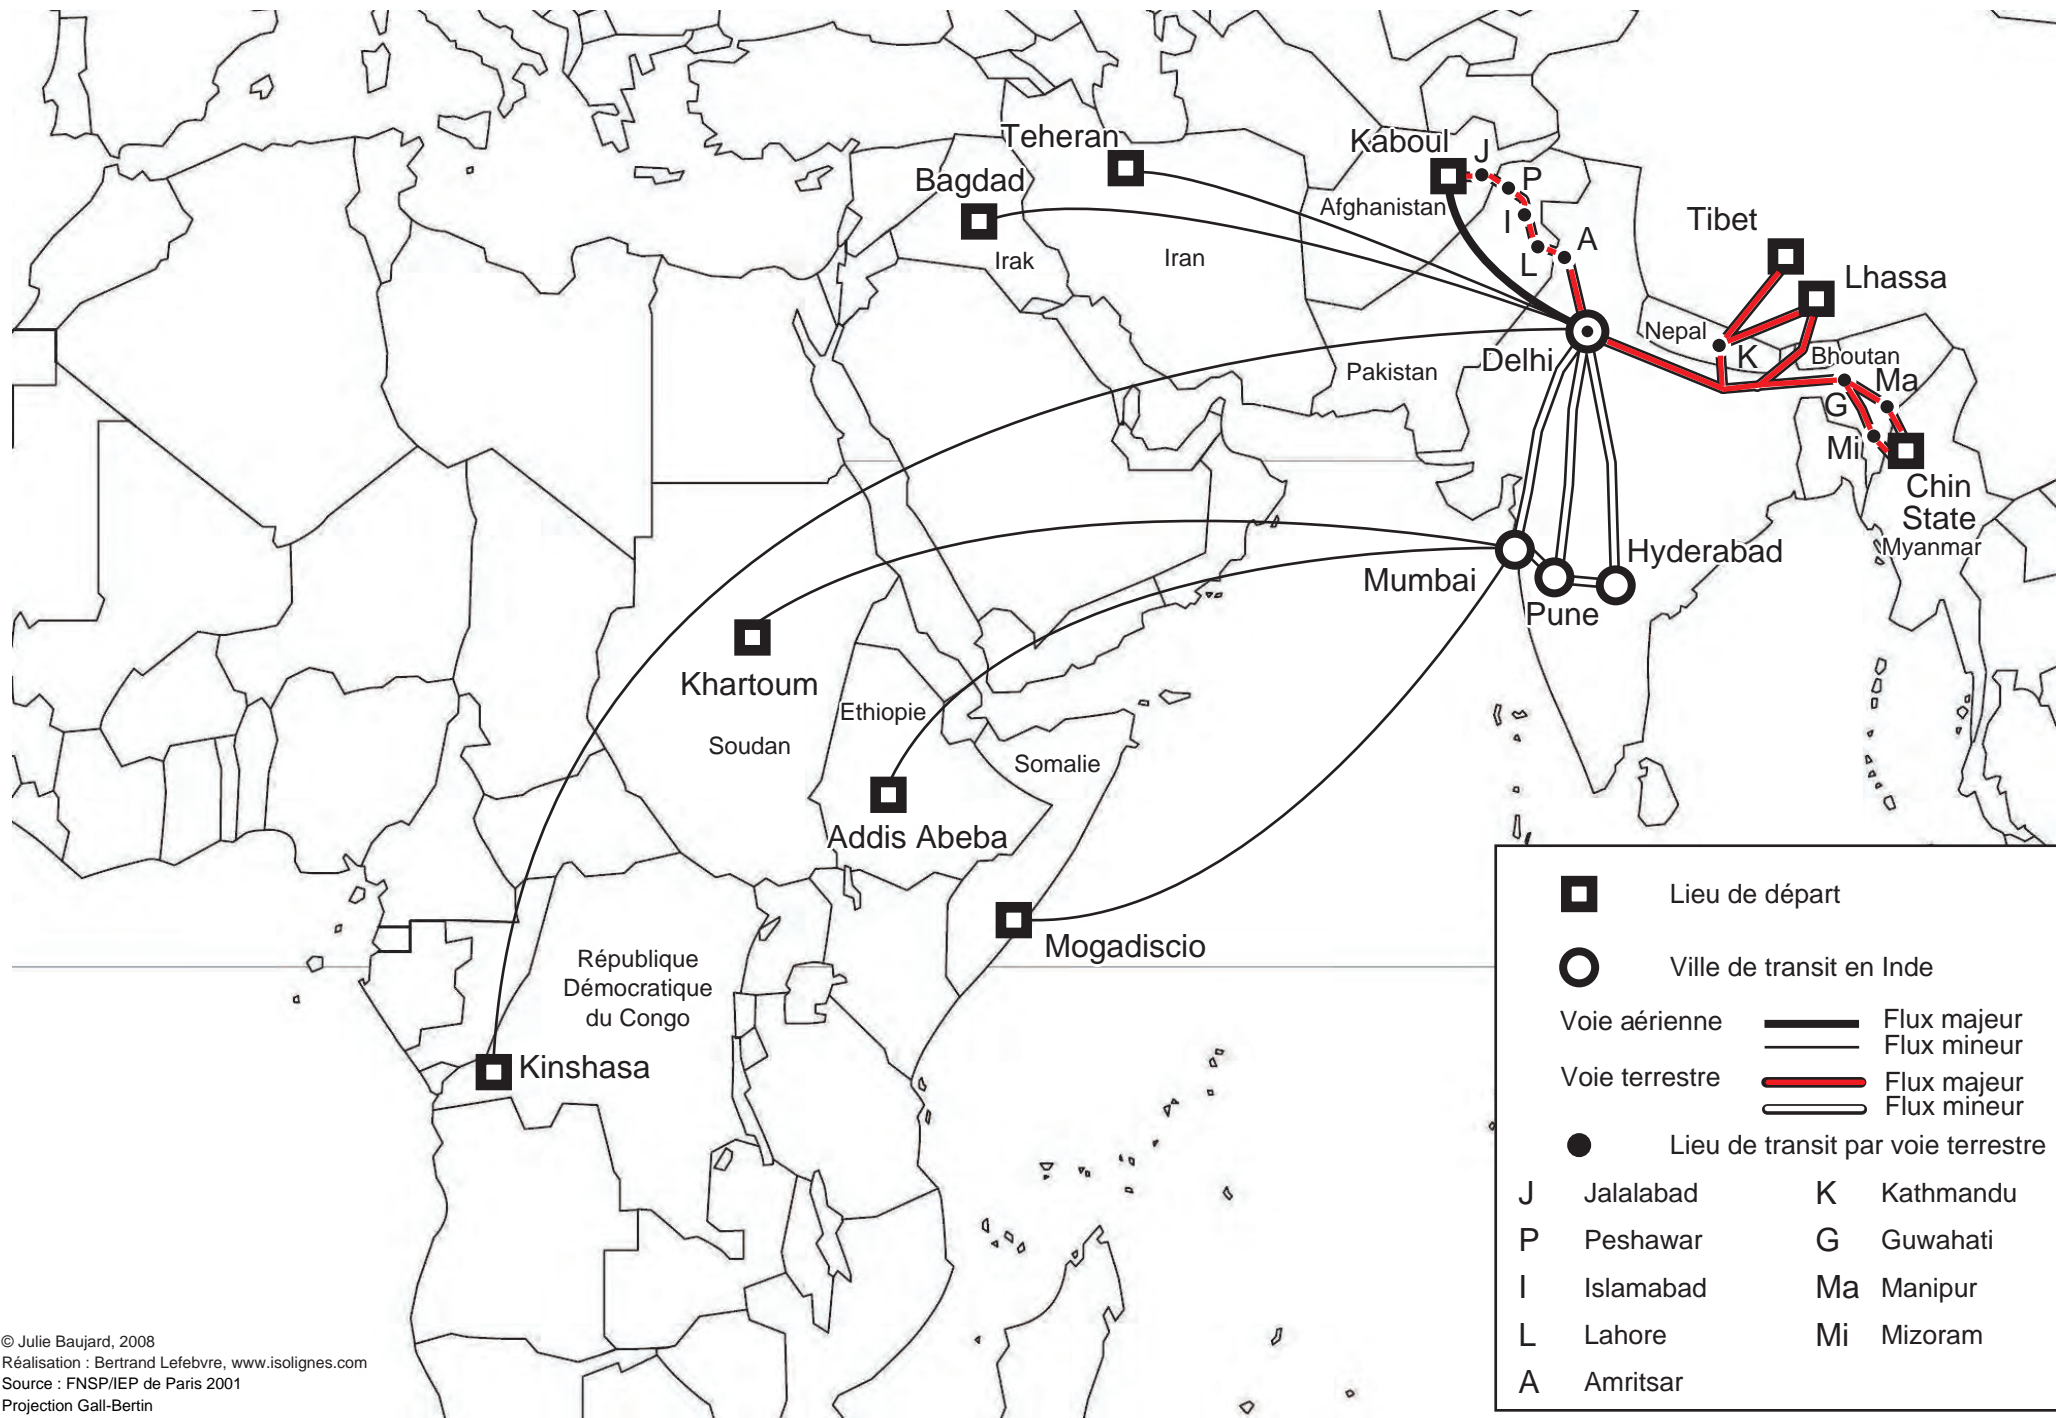 Teheran
Kaboul
J
P
Bagdad
Afghanistan
I
A
Tibet
L
Irak
Iran
Lhassa
Nepal
K
Bhoutan
Delhi
Pakistan
Ma
G
Mi
Chin
State
Myanmar
Hyderabad
Mumbai
Pune
Khartoum
Ethiopie
Soudan
Somalie
Addis Abeba
Mogadiscio
République
Démocratique
du Congo
Kinshasa
Lieu de départ
Ville de transit en Inde
Voie aérienne Flux majeur
Flux mineur
Voie terrestre Flux majeur
Flux mineur
Lieu de transit par voie terrestre
J Jalalabad K Kathmandu
P Peshawar G Guwahati
I Islamabad Ma Manipur
L Lahore Mi Mizoram
A Amritsar
© Julie Baujard, 2008
Réalisation : Bertrand Lefebvre, www.isolignes.com
Source : FNSP/IEP de Paris 2001
Projection Gall-Bertin